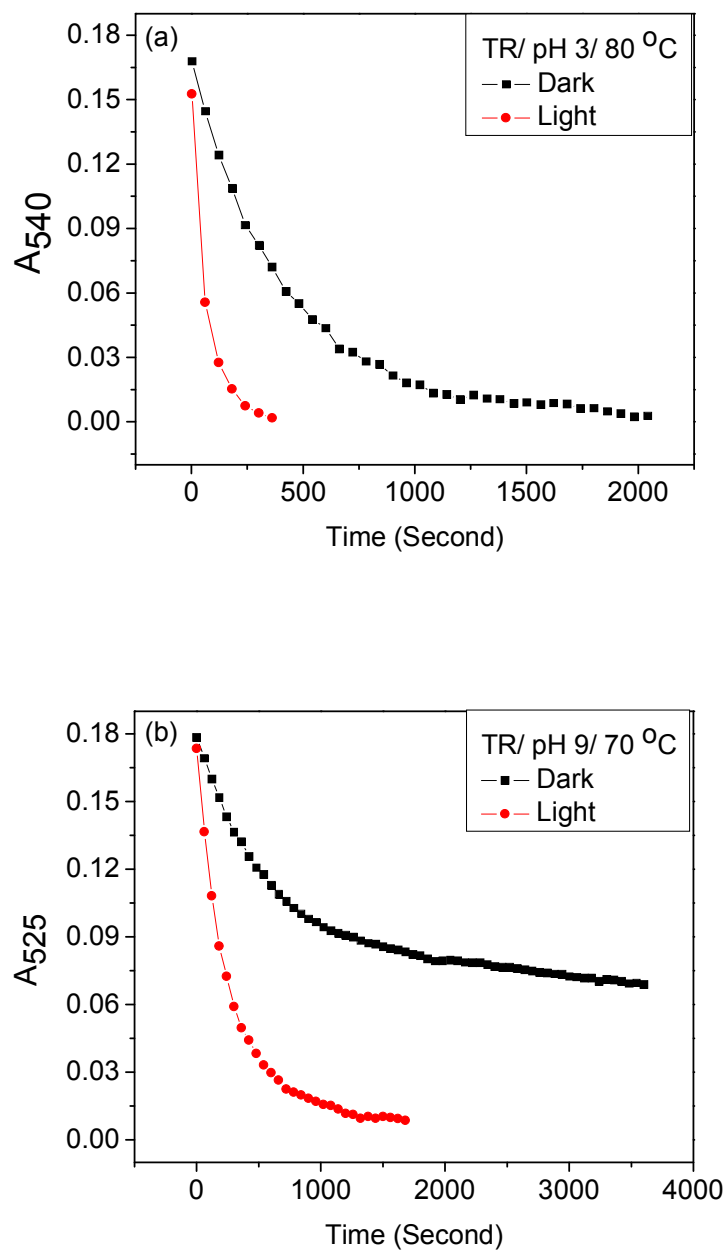 (a)
TR/ pH 3/ 80 °C
Dark
Light
0.18
0.15
0.12
0.09
0.06
0.03
0.00
A540
0 500 1000 1500 2000
Time (Second)
(b)
TR/ pH 9/ 70 °C
Dark
Light
0.18
0.15
0.12
0.09
0.06
0.03
0.00
A525
0 1000 2000 3000 4000
Time (Second)